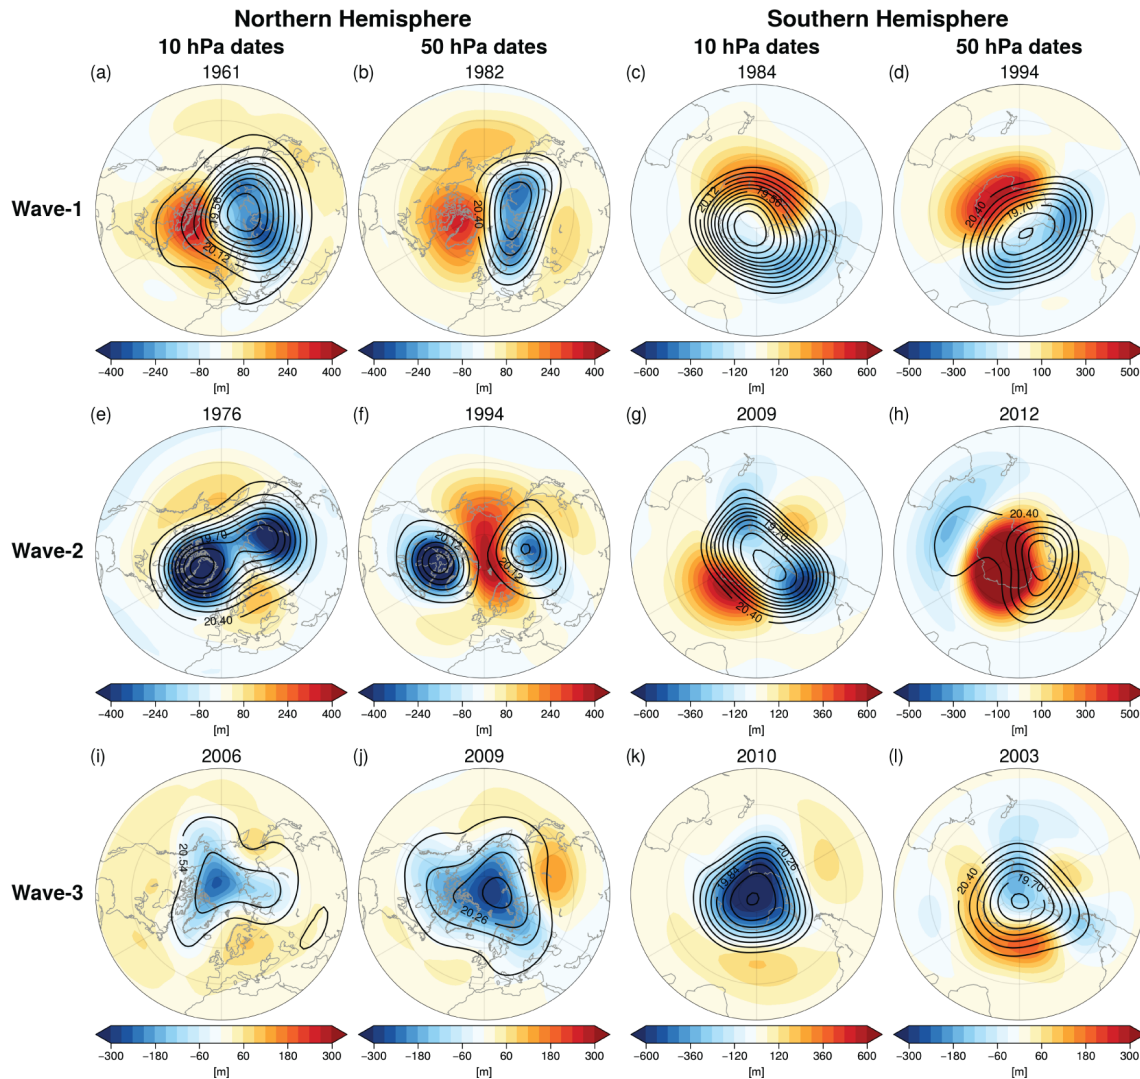 Northern Hemisphere Southern Hemisphere
10 hPa dates 50 hPa dates 10 hPa dates 50 hPa dates
(a) 1961 (b) 1982 (c) 1984 (d) 1994
Wave-1
19.56 20.12 20.40 20.12 19.56 20.40 19.70
−400 −240 −80 80 240 400 −400 −240 −80 80 240 400 −600 −360 −120 120 360 600 −500 −300 −100 100 300 500
[m] [m] [m] [m]
(e) 1976 (f) 1994 (g) 2009 (h) 2012
Wave-2
19.70 20.40 20.12 20.12 19.70 20.40 20.40
−400 −240 −80 80 240 400 −400 −240 −80 80 240 400 −600 −360 −120 120 360 600 −500 −300 −100 100 300 500
[m] [m] [m] [m]
(i) 2006 (j) 2009 (k) 2010 (l) 2003
Wave-3
20.54 20.26 19.84 20.26 20.40 19.70
−300 −180 −60 60 180 300 −300 −180 −60 60 180 300 −600 −360 −120 120 360 600 −300 −180 −60 60 180 300
[m] [m] [m] [m]